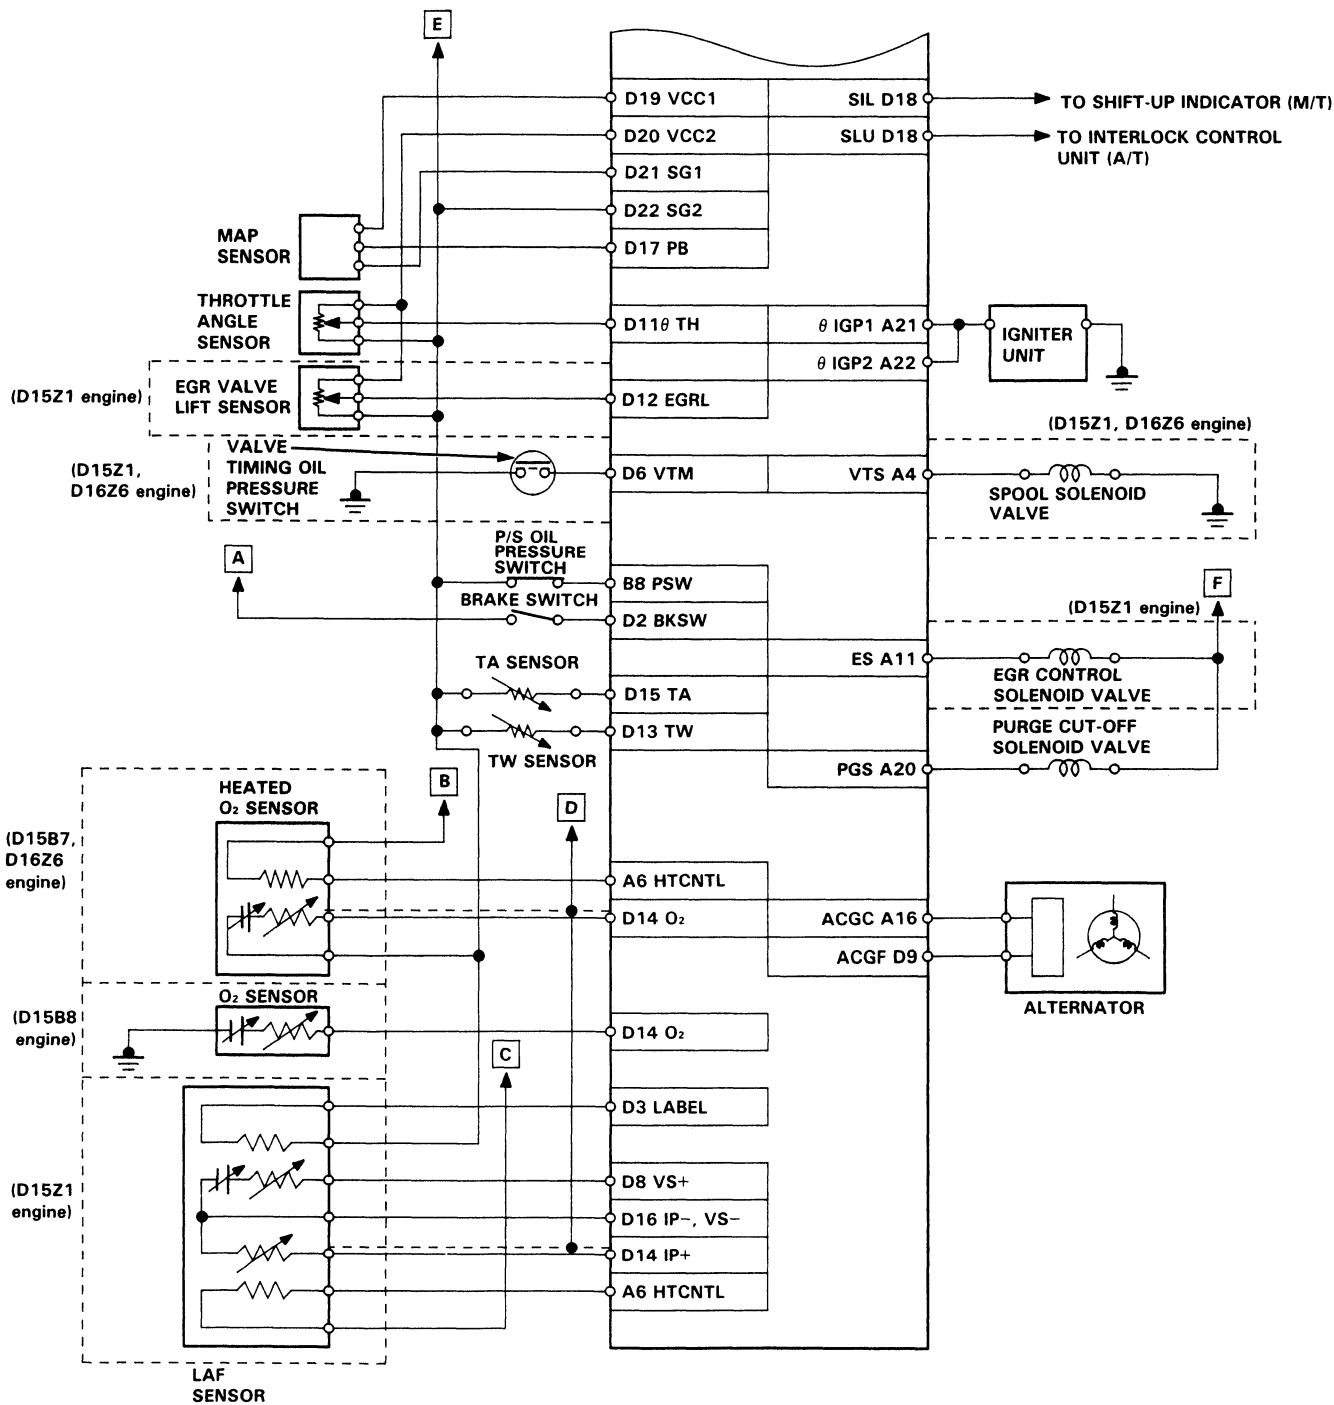 E
D19 VCC1
SIL D18
TO SHIFT-UP INDICATOR (M/T)
D20 VCC2
SLU D18
TO INTERLOCK CONTROL
UNIT (A/T)
D21 SG1
D22 SG2
D17 PB
MAP
SENSOR
THROTTLE
ANGLE
SENSOR
D11θ TH
θ IGP1 A21
θ IGP2 A22
IGNITER
UNIT
(D15Z1 engine)
EGR VALVE
LIFT SENSOR
D12 EGRL
(D15Z1, D16Z6 engine)
(D15Z1,
D16Z6 engine)
VALVE
TIMING OIL
PRESSURE
SWITCH
D6 VTM
VTS A4
SPOOL SOLENOID
VALVE
A
P/S OIL
PRESSURE
SWITCH
B8 PSW
BRAKE SWITCH
D2 BKSW
F
(D15Z1 engine)
ES A11
EGR CONTROL
SOLENOID VALVE
TA SENSOR
D15 TA
D13 TW
TW SENSOR
PURGE CUT-OFF
SOLENOID VALVE
PGS A20
B
D
HEATED
O₂ SENSOR
(D15B7,
D16Z6
engine)
A6 HTCNTL
D14 O₂
ACGC A16
ACGF D9
ALTERNATOR
O₂ SENSOR
(D15B8
engine)
D14 O₂
C
D3 LABEL
(D15Z1
engine)
D8 VS+
D16 IP−, VS−
D14 IP+
A6 HTCNTL
LAF
SENSOR